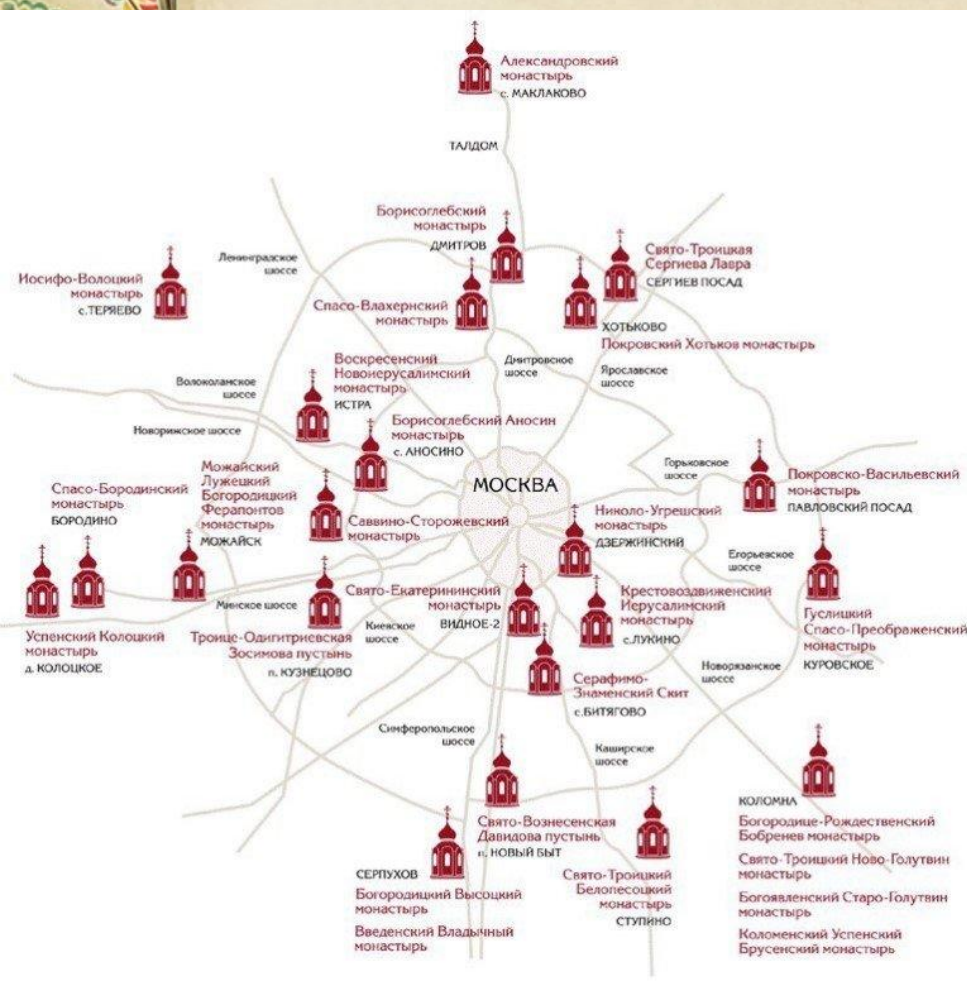 Александровский
монастырь
с. МАКЛАКОВО
ТАЛДОМ
Борисоглебский
монастырь
ДМИТРОВ
Ленинградское
шоссе
Свято-Троицкая
Сергиева Лавра
СЕРГИЕВ ПОСАД
Иосифо-Волоцкий
монастырь
с.ТЕРЯЕВО
Спасо-Влахернский
монастырь
ХОТЬКОВО
Покровский Хотьков монастырь
Воскресенский
Новоиерусалимский
монастырь
ИСТРА
Дмитровское
шоссе
Ярославское
шоссе
Волоколамское
шоссе
Новорижское шоссе
Борисоглебский Аносин
монастырь
с. АНОСИНО
Горьковское
шоссе
Покровско-Васильевский
монастырь
ПАВЛОВСКИЙ ПОСАД
Спасо-Бородинский
монастырь
БОРОДИНО
Можайский
Лужецкий
Богородицкий
Ферапонтов
монастырь
МОЖАЙСК
МОСКВА
Саввино-Сторожевский
монастырь
Николо-Угрешский
монастырь
ДЗЕРЖИНСКИЙ
Егорьевское
шоссе
Минское шоссе
Киевское
шоссе
Свято-Екатерининский
монастырь
ВИДНОЕ-2
Крестовоздвиженский
Иерусалимский
монастырь
с.ЛУКИНО
Гуслицкий
Спасо-Преображенский
монастырь
КУРОВСКОЕ
Успенский Колоцкий
монастырь
д. КОЛОЦКОЕ
Троице-Одигитриевская
Зосимова пустынь
п. КУЗНЕЦОВО
Серафимо-
Знаменский Скит
с.БИТЯГОВО
Новорязанское
шоссе
Симферопольское
шоссе
Каширское
шоссе
Свято-Вознесенская
Давидова пустынь
п. НОВЫЙ БЫТ
СЕРПУХОВ
Богородицкий Высоцкий
монастырь
Введенский Владычный
монастырь
Свято-Троицкий
Белопесоцкий
монастырь
СТУПИНО
КОЛОМНА
Богородице-Рождественский
Бобренев монастырь
Свято-Троицкий Ново-Голутвин
монастырь
Богоявленский Старо-Голутвин
монастырь
Коломенский Успенский
Брусенский монастырь